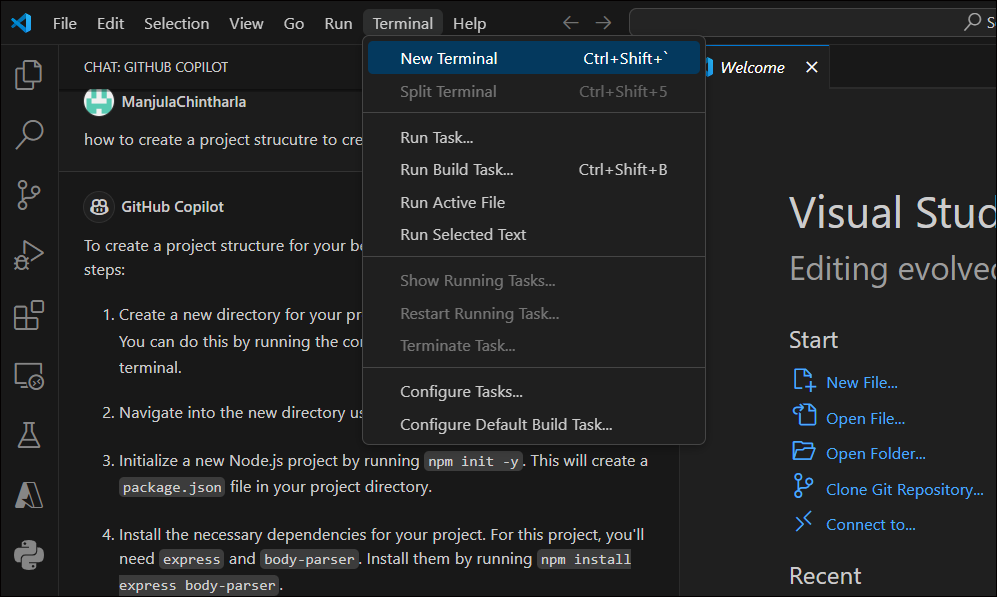 File Edit Selection View Go Run Terminal Help
CHAT: GITHUB COPILOT
ManjulaChintharla
how to create a project strucutre to cre
GitHub Copilot
To create a project structure for your
steps:
1. Create a new directory for your
You can do this by running the
terminal.
2. Navigate into the new directory
3. Initialize a new Node.js project by running npm init -y. This will create a
package.json file in your project directory.
4. Install the necessary dependencies for your project. For this project, you'll
need express and body-parser. Install them by running npm install
express body-parser.
New Terminal Ctrl+Shift+`
Split Terminal Ctrl+Shift+5
Run Task...
Run Build Task... Ctrl+Shift+B
Run Active File
Run Selected Text
Show Running Tasks...
Restart Running Task...
Terminate Task...
Configure Tasks...
Configure Default Build Task...
Welcome
Visual Stud
Editing evolve
Start
New File...
Open File...
Open Folder...
Clone Git Repository...
Connect to...
Recent